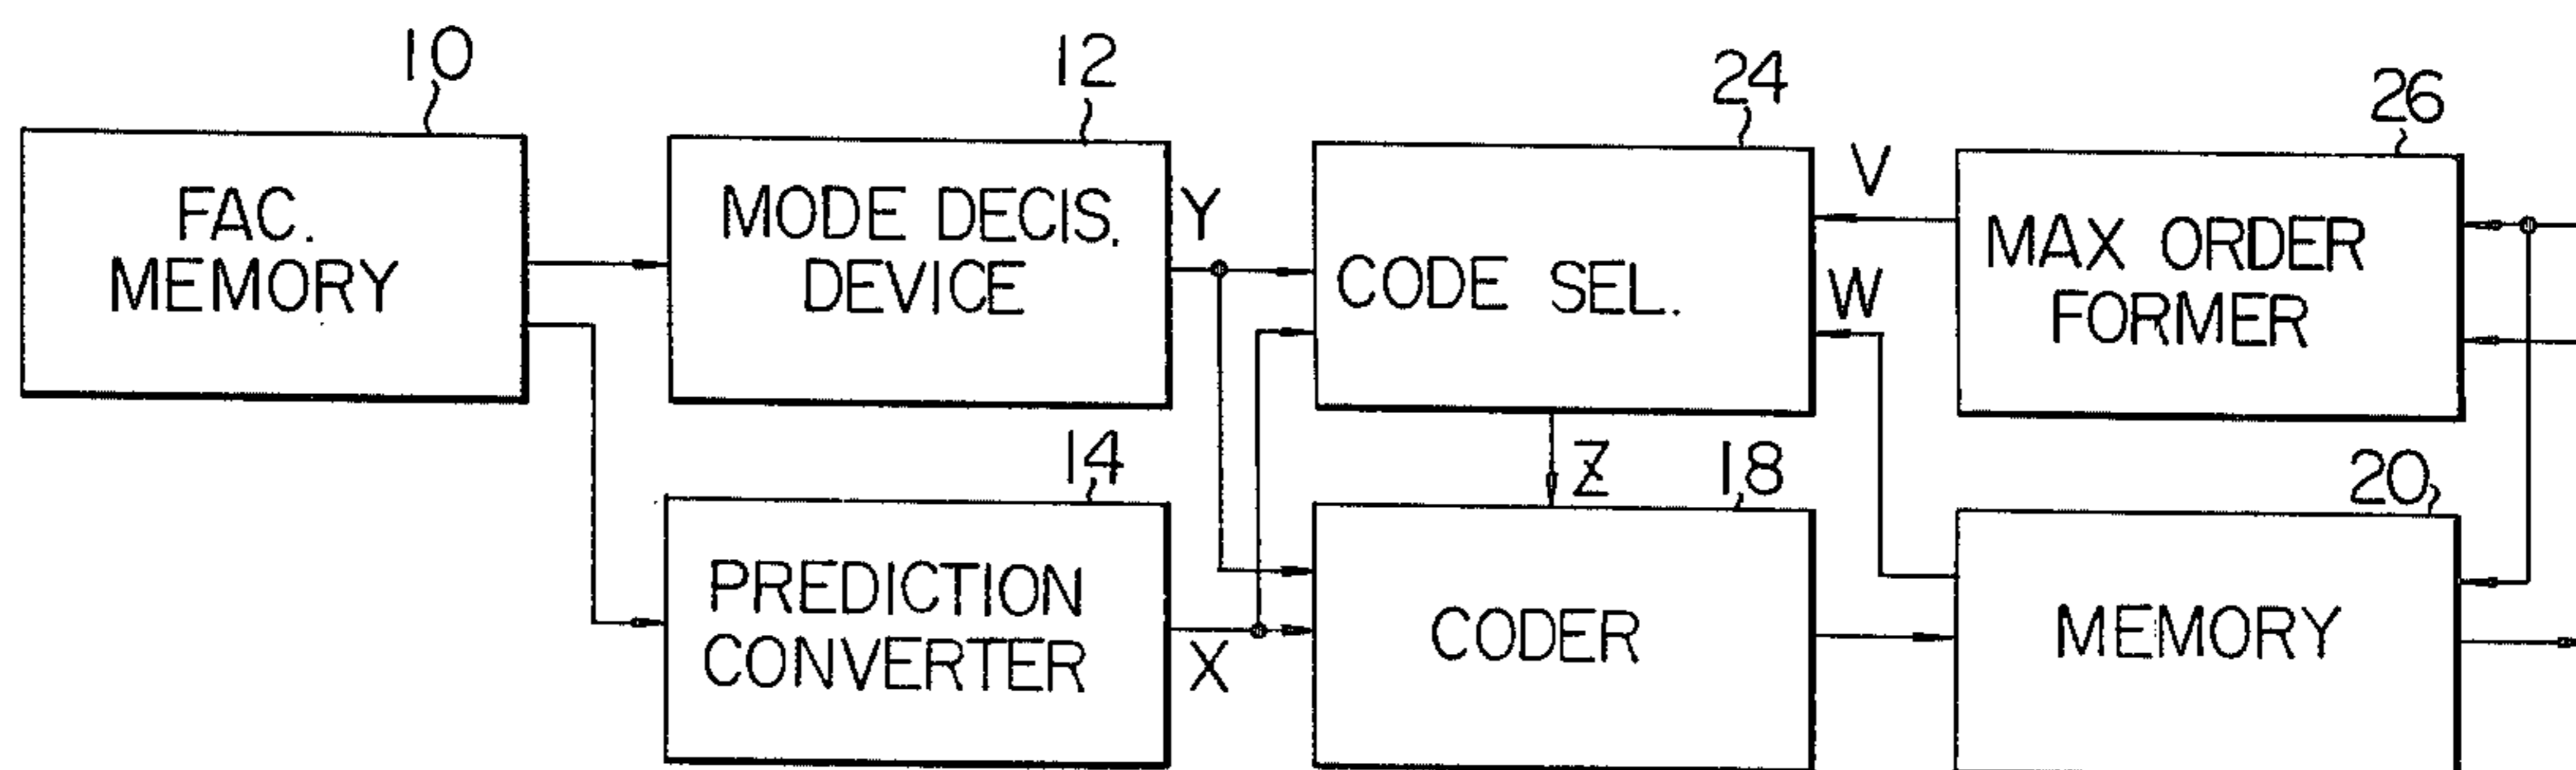 10
12
24
26
FAC.
MEMORY
MODE DECIS.
DEVICE
Y
CODE SEL.
V
W
MAX ORDER
FORMER
14
Z
18
20
PREDICTION
CONVERTER
X
CODER
MEMORY